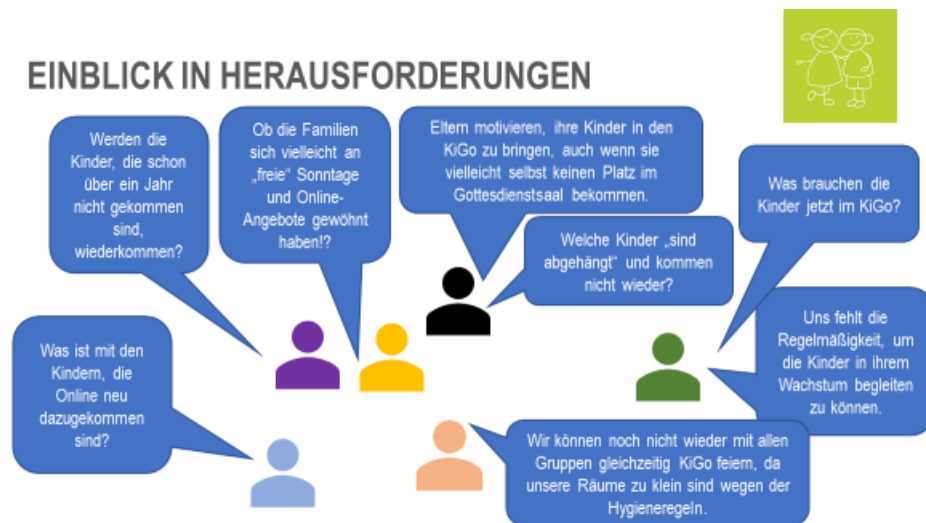 EINBLICK IN HERAUSFORDERUNGEN
Werden die
Kinder, die schon
über ein Jahr
nicht gekommen
sind,
wiederkommen?
Ob die Familien
sich vielleicht an
„freie“ Sonntage
und Online-
Angebote gewöhnt
haben!?
Eltern motivieren, ihre Kinder in den
KiGo zu bringen, auch wenn sie
vielleicht selbst keinen Platz im
Gottesdienstsaal bekommen.
Was brauchen die
Kinder jetzt im KiGo?
Welche Kinder „sind
abgehängt“ und kommen
nicht wieder?
Uns fehlt die
Regelmäßigkeit, um
die Kinder in ihrem
Wachstum begleiten
zu können.
Was ist mit den
Kindern, die
Online neu
dazugekommen
sind?
Wir können noch nicht wieder mit allen
Gruppen gleichzeitig KiGo feiern, da
unsere Räume zu klein sind wegen der
Hygieneregeln.